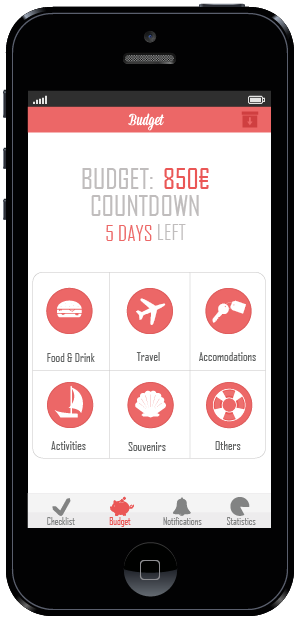 Budget
BUDGET: 850€
COUNTDOWN
5 DAYS LEFT
Food & Drink
Travel
Accomodations
Activities
Souvenirs
Others
Checklist
Budget
Notifications
Statistics